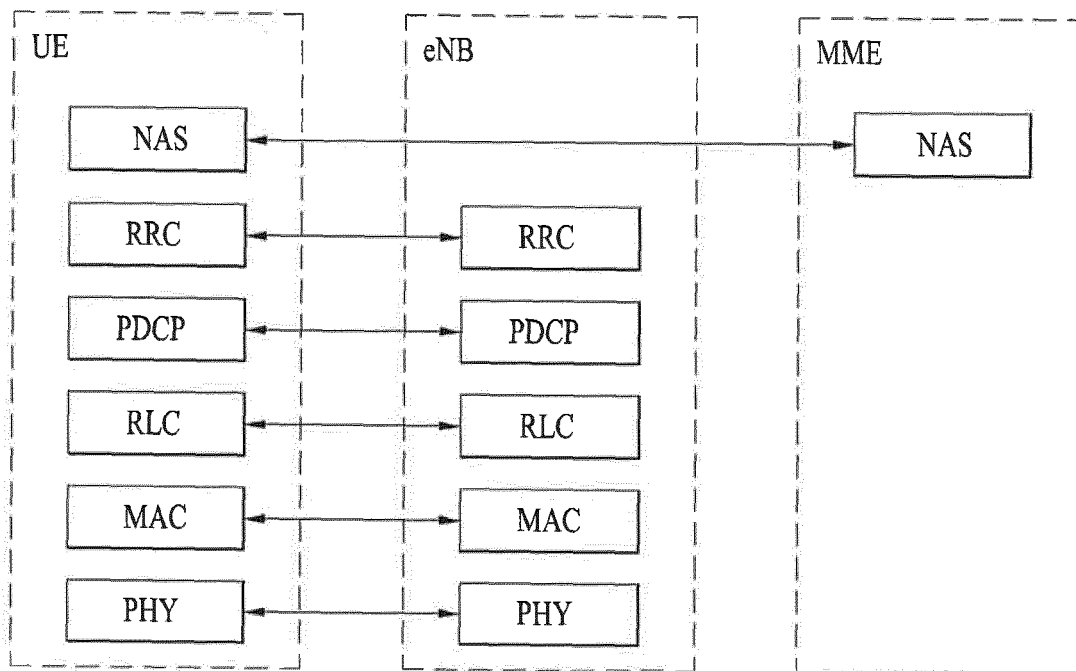 UE
eNB
MME
NAS
NAS
RRC
RRC
PDCP
PDCP
RLC
RLC
MAC
MAC
PHY
PHY